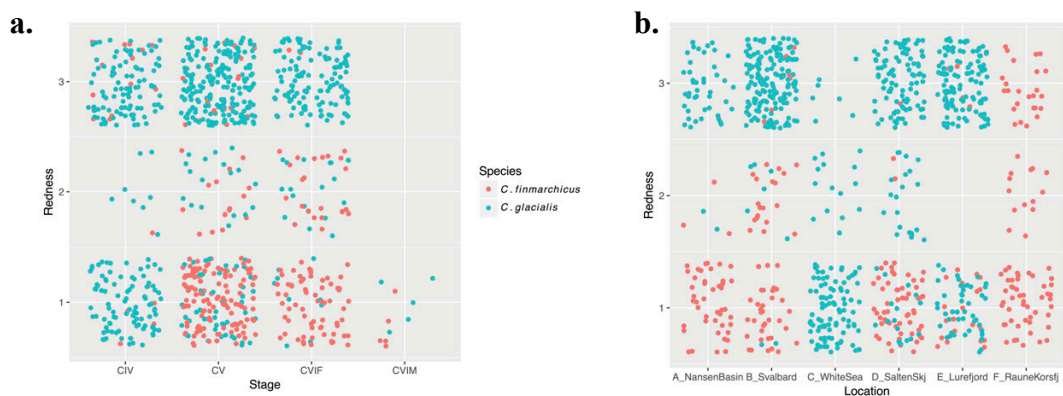 a.
Redness
3
2
1
CIV
CV
CVIF
CVIM
Stage
Species
C. finmarchicus
C. glacialis
b.
Redness
3
2
1
A_NansenBasin
B_Svalbard
C_WhiteSea
D_SaltenSkj
E_Lurefjord
F_RauneKorsfj
Location